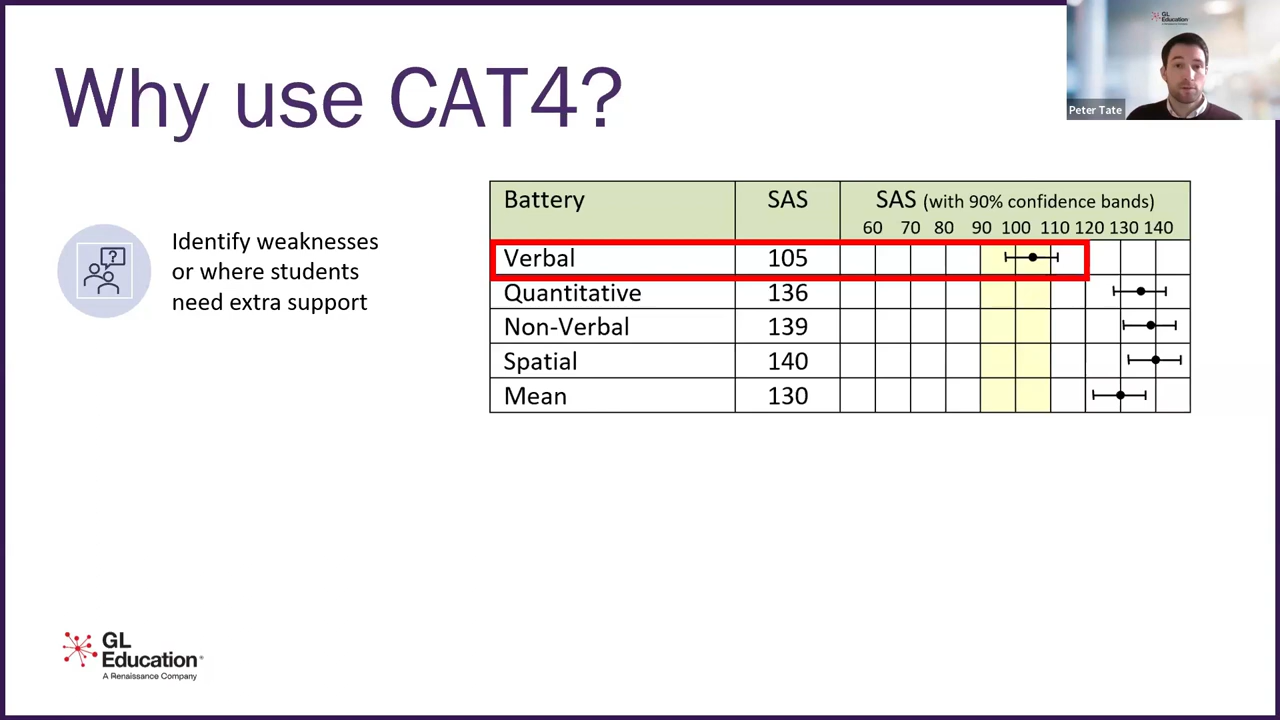 Why use CAT4?
GL
Education
A Renaissance Company
Peter Tate
Identify weaknesses
or where students
need extra support
Battery SAS SAS (with 90% confidence bands)
60 70 80 90 100 110 120 130 140
Verbal 105
Quantitative 136
Non-Verbal 139
Spatial 140
Mean 130
GL
Education
A Renaissance Company